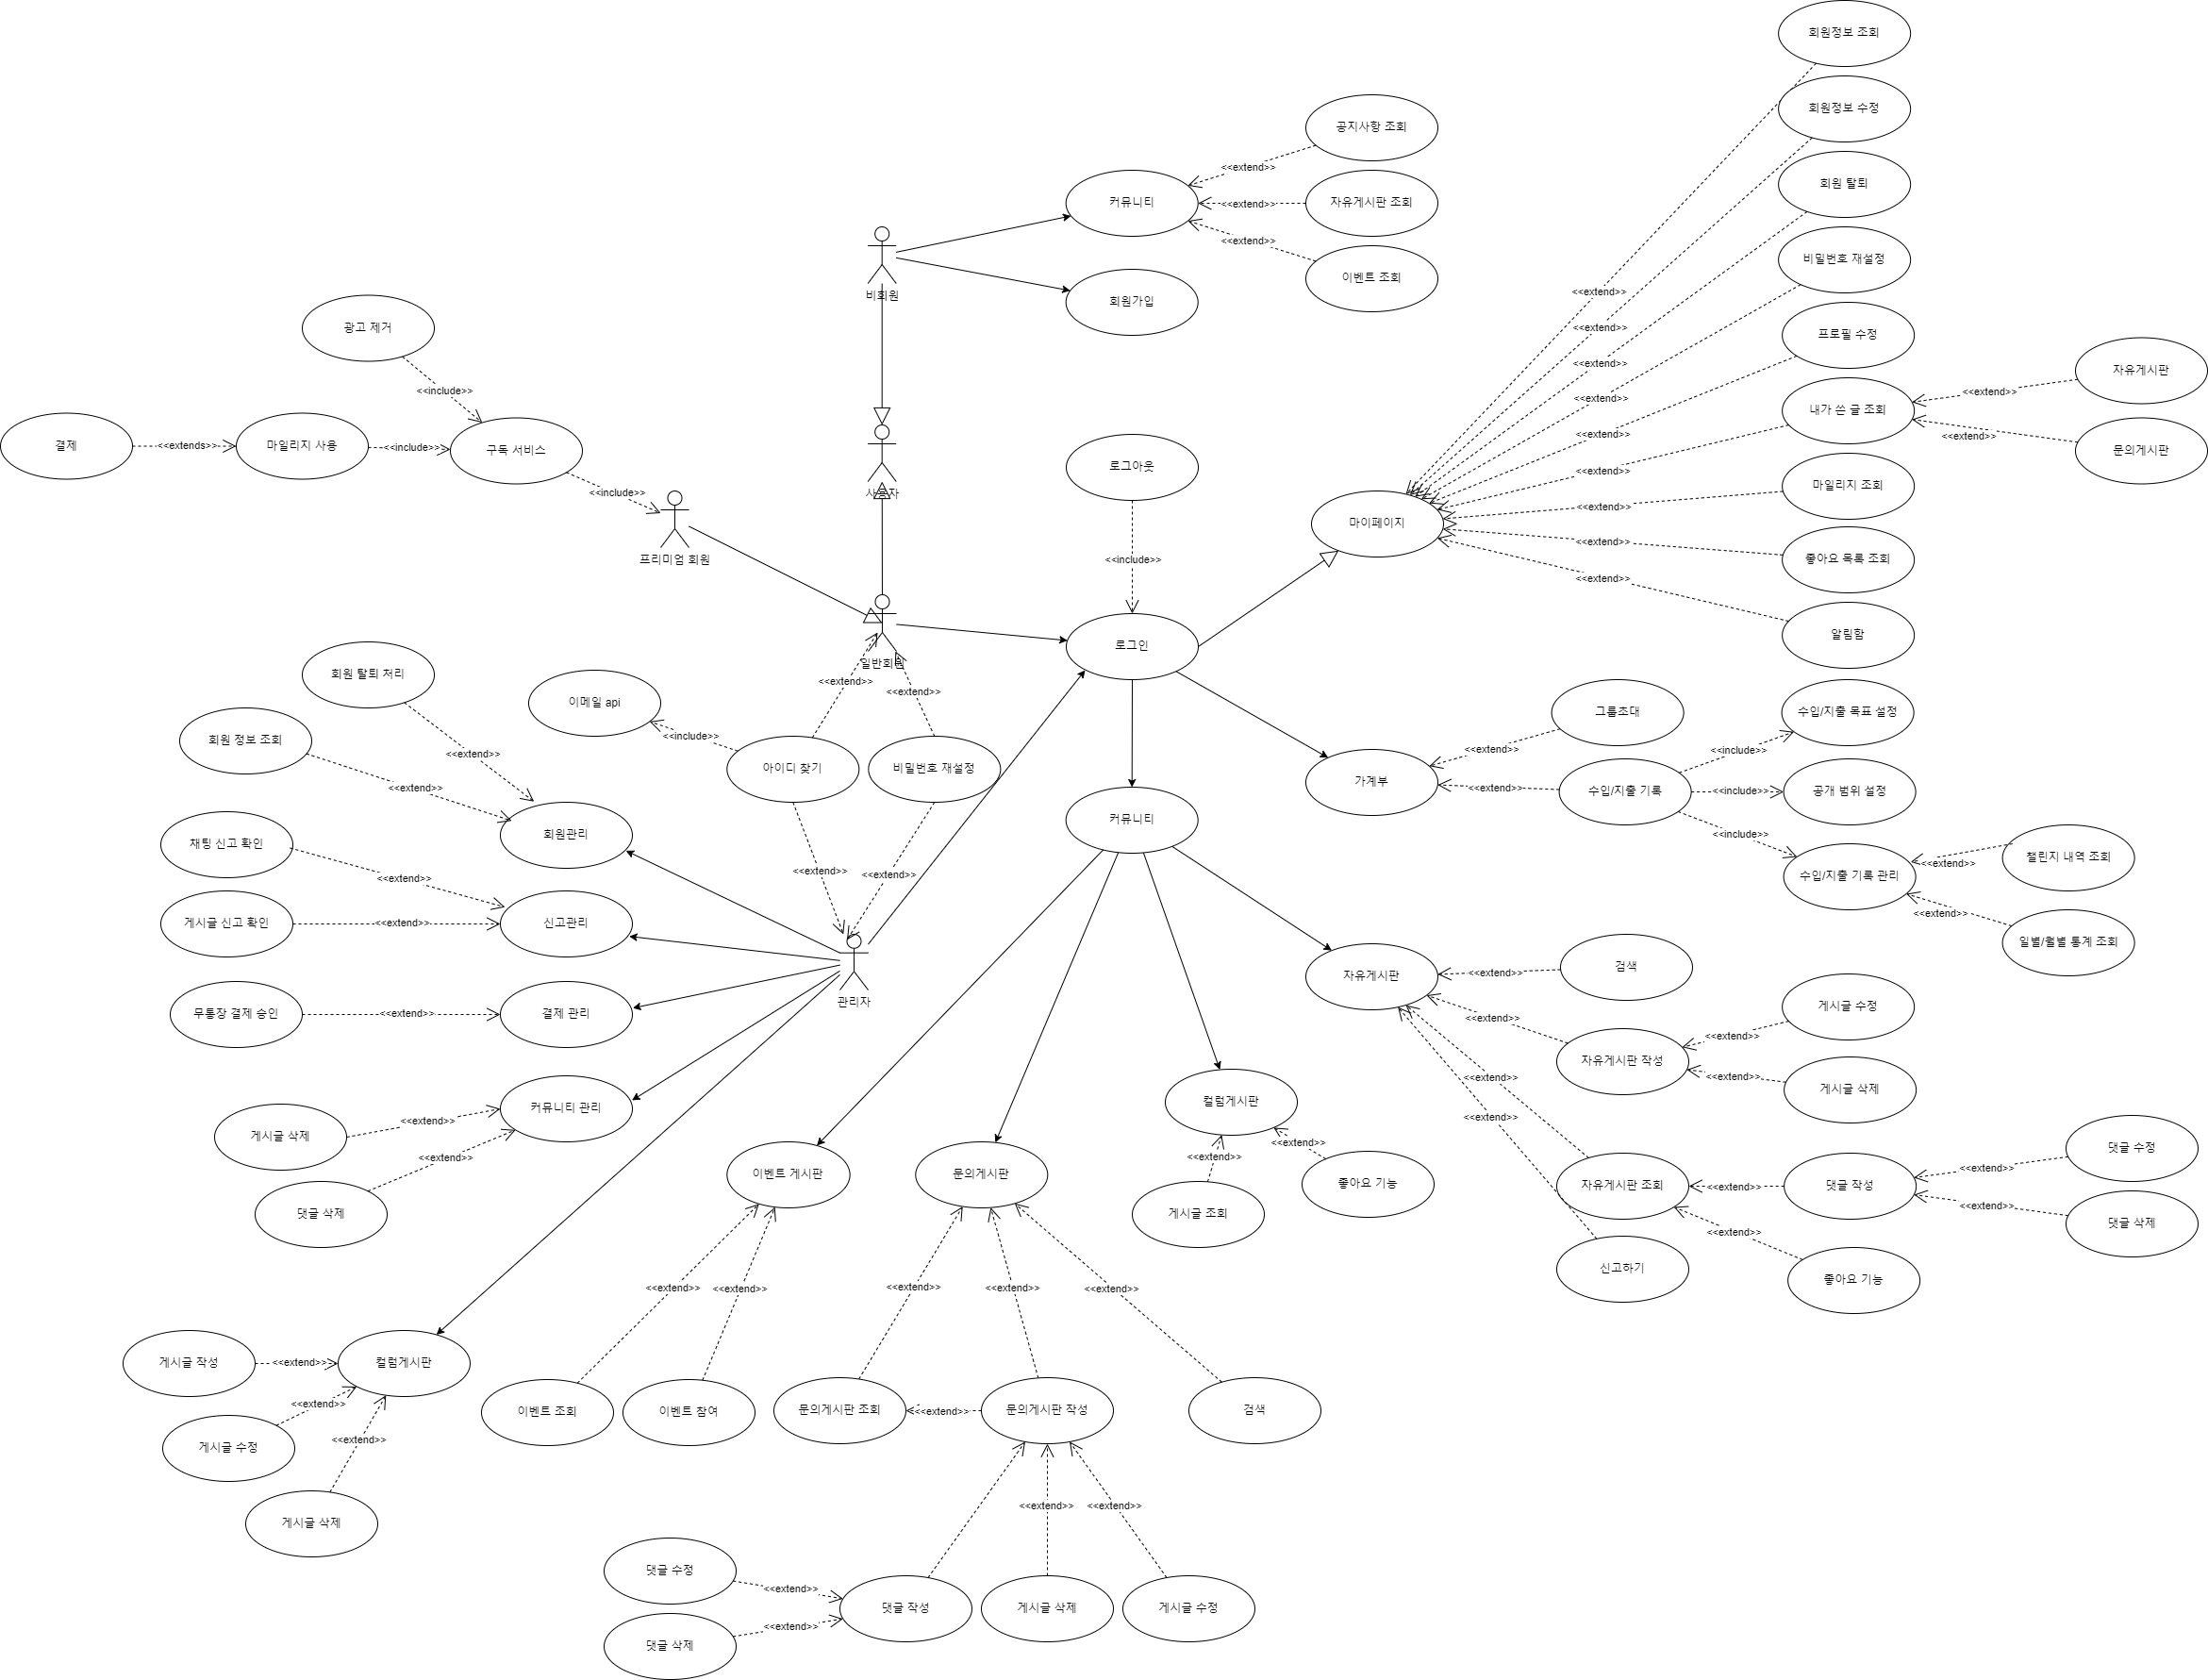 회원정보 조회
회원정보 수정
공지사항 조회
<<extend>>
회원 탈퇴
커뮤니티
<<extend>>
자유게시판 조회
<<extend>>
비밀번호 재설정
이벤트 조회
비회원
회원가입
<<extend>>
광고 제거
<<extend>>
프로필 수정
<<extend>>
자유게시판
<<include>>
<<extend>>
<<extend>>
내가 쓴 글 조회
<<extend>>
<<extend>>
문의게시판
결제
<<extends>>
마일리지 사용
<<include>>
구독 서비스
사용자
로그아웃
<<extend>>
마일리지 조회
<<include>>
<<extend>>
마이페이지
<<extend>>
좋아요 목록 조회
프리미엄 회원
<<include>>
<<extend>>
알림함
로그인
일반회원
회원 탈퇴 처리
<<extend>>
<<extend>>
이메일 api
<<include>>
그룹초대
수입/지출 목표 설정
회원 정보 조회
<<extend>>
<<extend>>
<<include>>
아이디 찾기
비밀번호 재설정
가계부
<<extend>>
<<extend>>
수입/지출 기록
<<include>>
공개 범위 설정
회원관리
커뮤니티
<<include>>
채팅 신고 확인
<<extend>>
<<extend>>
<<extend>>
수입/지출 기록 관리
<<extend>>
챌린지 내역 조회
<<extend>>
게시글 신고 확인
<<extend>>
신고관리
일별/월별 통계 조회
관리자
자유게시판
<<extend>>
검색
무통장 결제 승인
<<extend>>
결제 관리
<<extend>>
게시글 수정
<<extend>>
자유게시판 작성
<<extend>>
게시글 삭제
<<extend>>
커뮤니티 관리
<<extend>>
게시글 삭제
<<extend>>
<<extend>>
컬럼게시판
<<extend>>
<<extend>>
좋아요 기능
게시글 조회
댓글 삭제
이벤트 게시판
문의게시판
자유게시판 조회
<<extend>>
댓글 작성
<<extend>>
댓글 수정
<<extend>>
댓글 삭제
<<extend>>
신고하기
좋아요 기능
<<extend>>
<<extend>>
<<extend>>
<<extend>>
<<extend>>
게시글 작성
<<extend>>
컬럼게시판
<<extend>>
게시글 수정
<<extend>>
게시글 삭제
이벤트 조회
이벤트 참여
문의게시판 조회
<<extend>>
문의게시판 작성
검색
<<extend>>
<<extend>>
댓글 수정
<<extend>>
댓글 작성
게시글 삭제
게시글 수정
<<extend>>
댓글 삭제